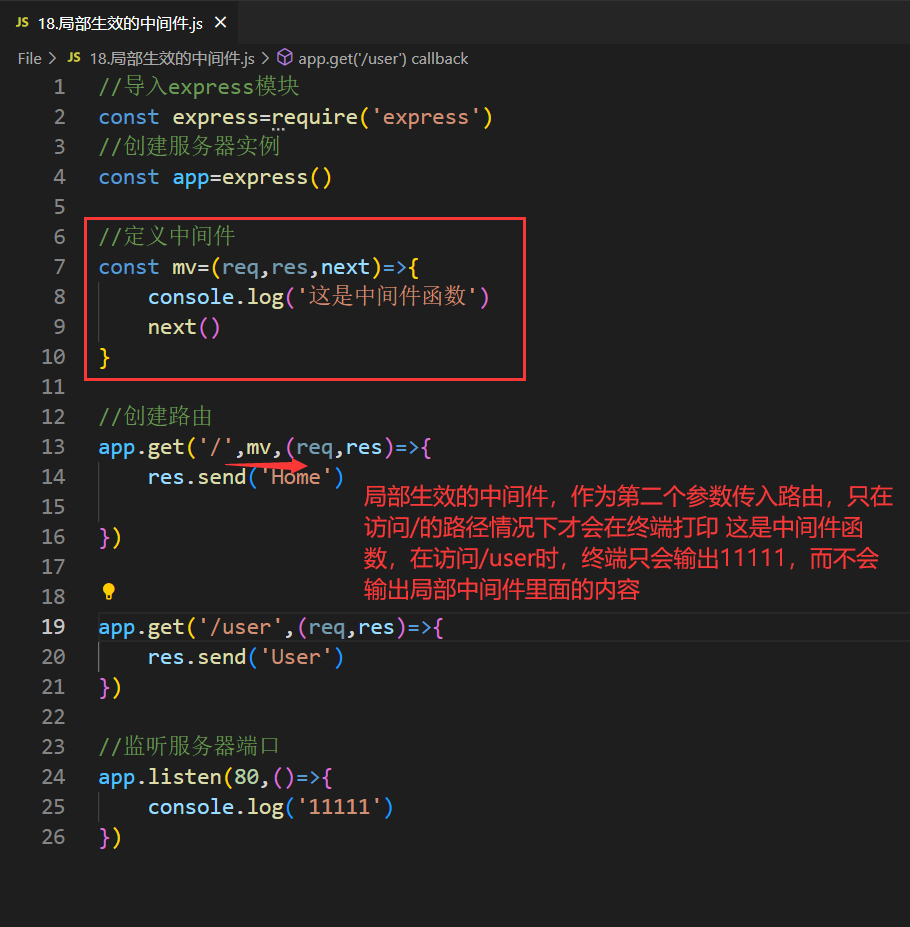 JS 18.局部生效的中间件.js ×
File > JS 18.局部生效的中间件.js > app.get('/user') callback
1 //导入express模块
2 const express=require('express')
3 //创建服务器实例
4 const app=express()
5
6 //定义中间件
7 const mv=(req,res,next)=>{
8 console.log('这是中间件函数')
9 next()
10 }
11
12 //创建路由
13 app.get('/',mv,(req,res)=>{
14 res.send('Home')
15
16 })
局部生效的中间件，作为第二个参数传入路由，只在
访问/的路径情况下才会在终端打印 这是中间件函
数，在访问/user时，终端只会输出11111，而不会
输出局部中间件里面的内容
17
18
19 app.get('/user',(req,res)=>{
20 res.send('User')
21 })
22
23 //监听服务器端口
24 app.listen(80,()=>{
25 console.log('11111')
26 })